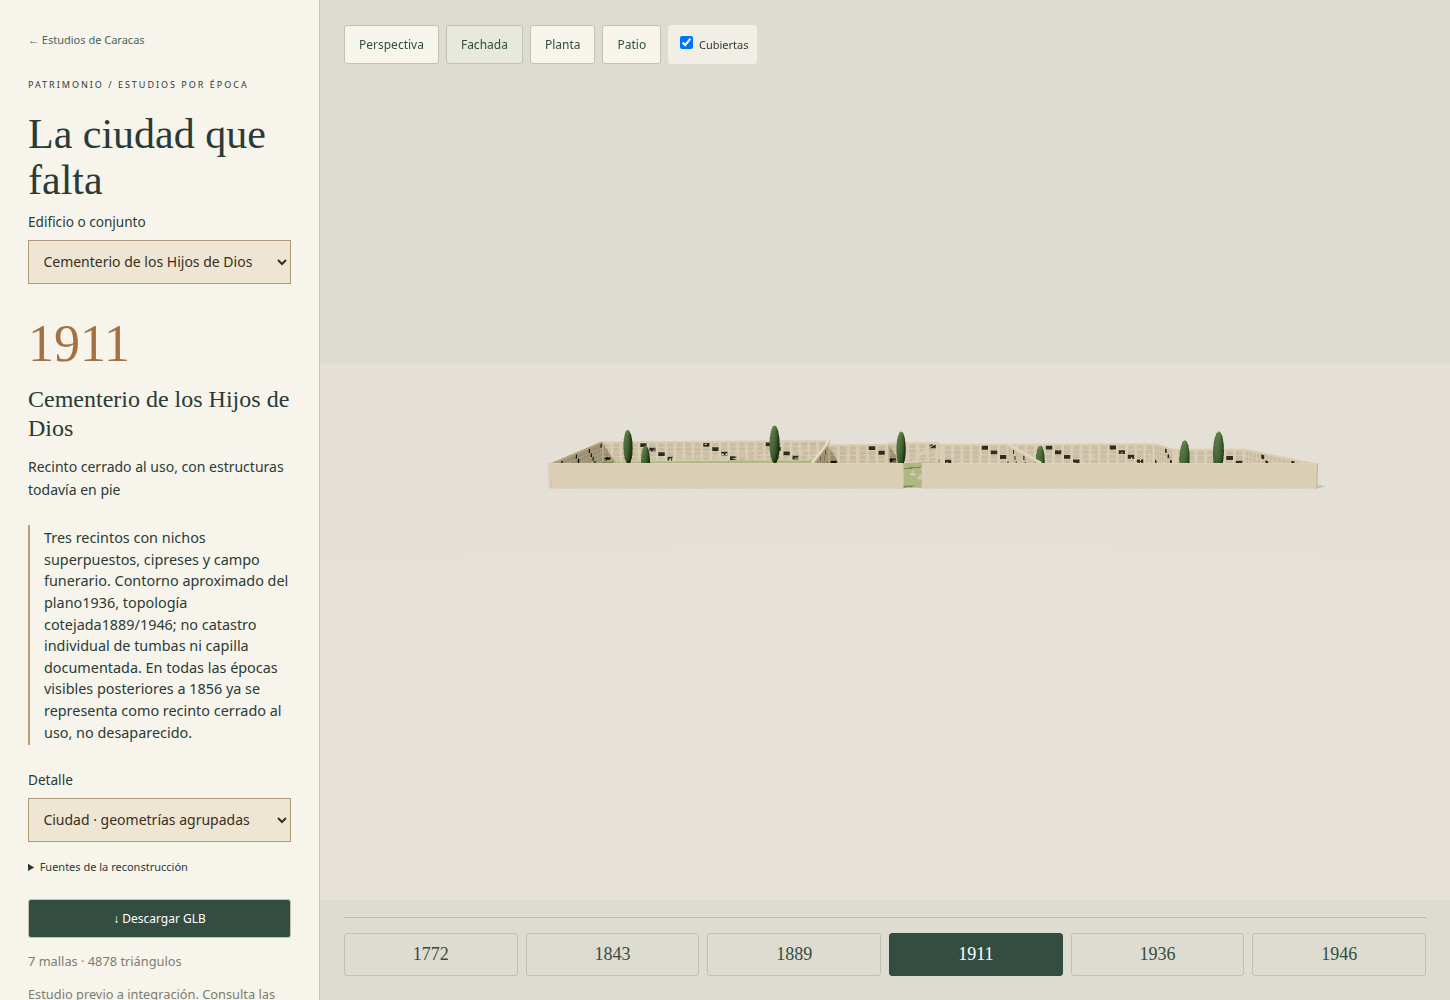 ← Estudios de Caracas
PATRIMONIO / ESTUDIOS POR ÉPOCA
La ciudad que
falta
Edificio o conjunto
Cementerio de los Hijos de Dios
1911
Cementerio de los Hijos de
Dios
Recinto cerrado al uso, con estructuras
todavía en pie
Tres recintos con nichos
superpuestos, cipreses y campo
funerario. Contorno aproximado del
plano1936, topología
cotejada1889/1946; no catastro
individual de tumbas ni capilla
documentada. En todas las épocas
visibles posteriores a 1856 ya se
representa como recinto cerrado al
uso, no desaparecido.
Detalle
Ciudad · geometrías agrupadas
▶ Fuentes de la reconstrucción
↓ Descargar GLB
7 mallas · 4878 triángulos
Estudio previo a integración. Consulta las
Perspectiva
Fachada
Planta
Patio
Cubiertas
1772
1843
1889
1911
1936
1946